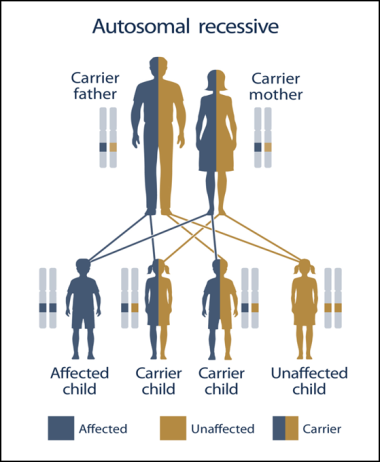 Autosomal recessive
Carrier
father
Carrier
mother
Affected
child
Carrier
child
Carrier
child
Unaffected
child
Affected
Unaffected
Carrier